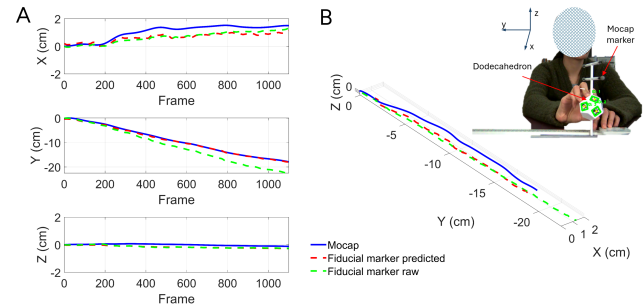 A
X (cm)
2
0
-2
0 200 400 600 800 1000
Frame
Y (cm)
0
-10
-20
0 200 400 600 800 1000
Frame
Z (cm)
2
0
-2
0 200 400 600 800 1000
Frame
Mocap
Fiducial marker predicted
Fiducial marker raw
B
z
y
x
Mocap
marker
Dodecahedron
Z (cm)
0
0
-5
-10
-15
-20
Y (cm)
0 1 2
X (cm)